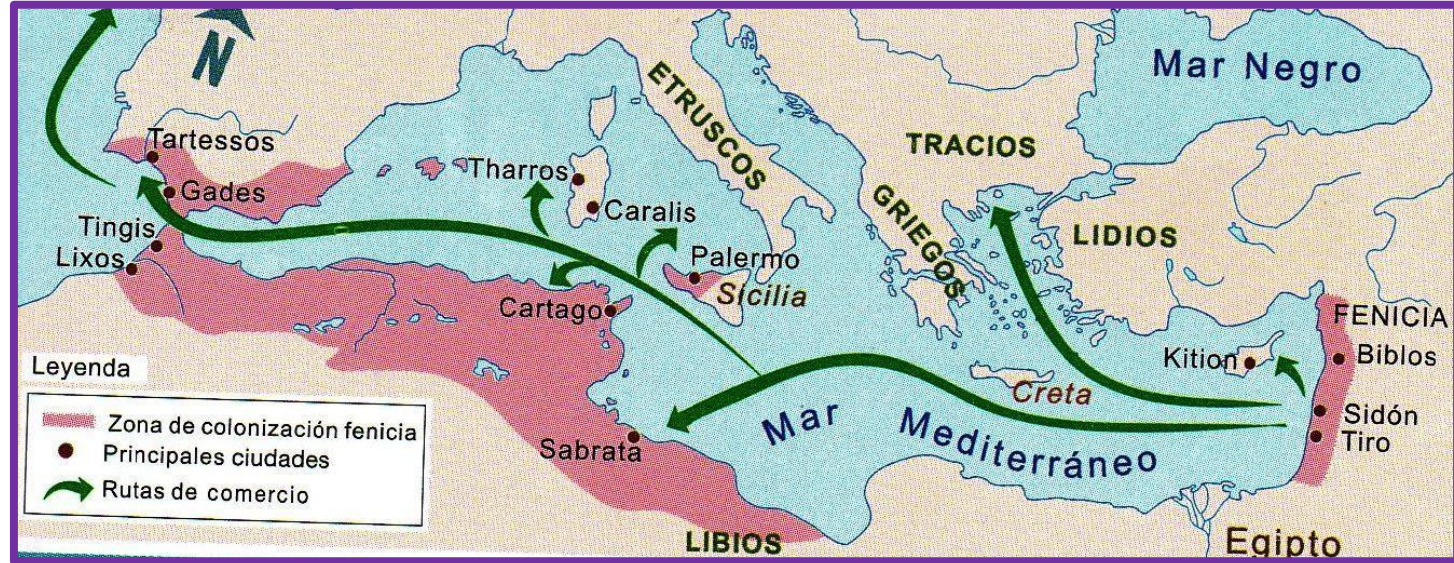 N
Mar Negro
ETRUSCOS
TRACIOS
Tartessos
Tharros
Gades
GRIEGOS
Caralis
LIDIOS
Tingis
Lixos
Palermo
Sicilia
Cartago
FENICIA
Kition
Biblos
Creta
Sidón
Tiro
Mar Mediterráneo
Sabrata
LIBIOS
Egipto
Leyenda
Zona de colonización fenicia
Principales ciudades
Rutas de comercio